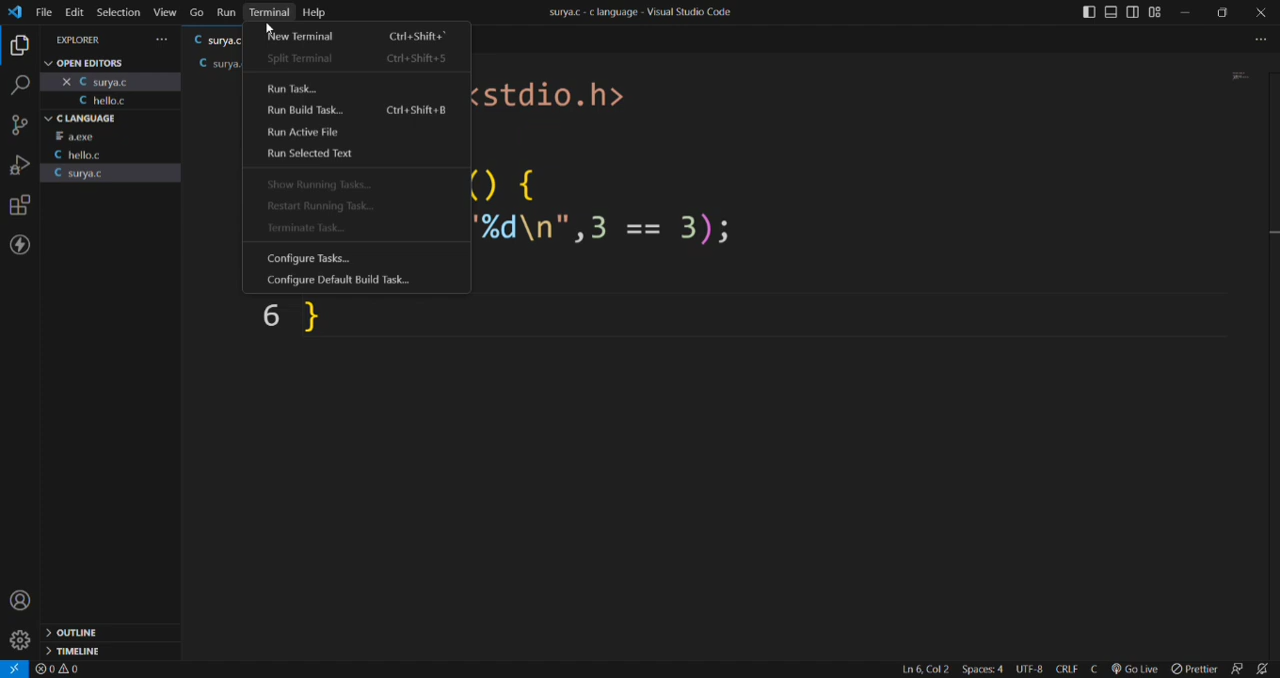 File Edit Selection View Go Run Terminal Help
surya.c - c language - Visual Studio Code
EXPLORER
OPEN EDITORS
surya.c
hello.c
C LANGUAGE
a.exe
hello.c
surya.c
OUTLINE
TIMELINE
C surya.c
C surya.
New Terminal Ctrl+Shift+`
Split Terminal Ctrl+Shift+5
Run Task...
Run Build Task... Ctrl+Shift+B
Run Active File
Run Selected Text
Show Running Tasks...
Restart Running Task...
Terminate Task...
Configure Tasks...
Configure Default Build Task...
<stdio.h>
() {
"%d\n",3 == 3);
6 }
0 0
Ln 6, Col 2 Spaces: 4 UTF-8 CRLF C Go Live Prettier